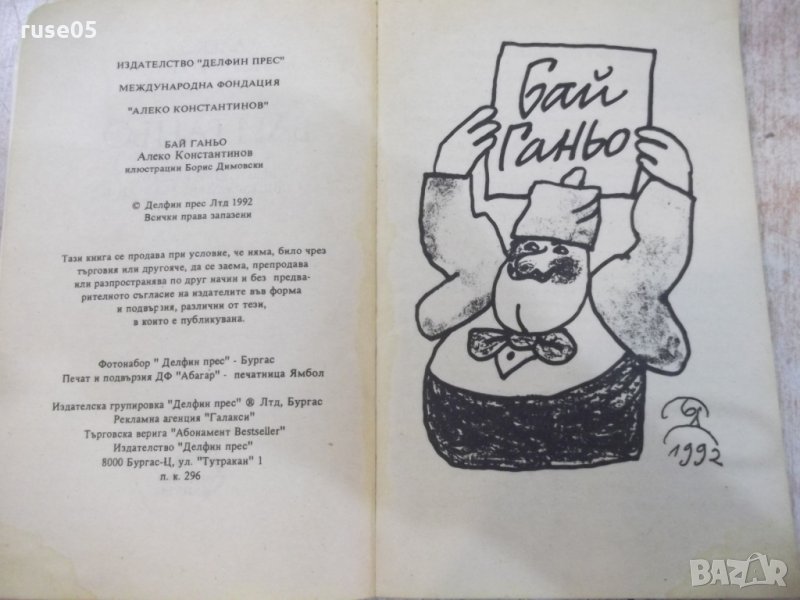 ruse05
ИЗДАТЕЛСТВО "ДЕЛФИН ПРЕС"
МЕЖДУНАРОДНА ФОНДАЦИЯ
"АЛЕКО КОНСТАНТИНОВ"
БАЙ ГАНЬО
Алеко Константинов
илюстрации Борис Димовски
© Делфин прес Лтд 1992
Всички права запазени
Тази книга се продава при условие, че няма, било чрез
търговия или другояче, да се заема, препродава
или разпространява по друг начин и без предва-
рителното съгласие на издателите във форма
и подвързия, различни от тези,
в които е публикувана.
Фотонабор " Делфин прес" - Бургас
Печат и подвързия ДФ "Абагар" - печатница Ямбол
Издателска групировка "Делфин прес" ® Лтд, Бургас
Рекламна агенция "Галакси"
Търговска верига "Абонамент Bestseller"
Издателство "Делфин прес"
8000 Бургас-Ц, ул. "Тутракан" 1
п. к. 296
Бай
Ганьо
1992
BAZAR